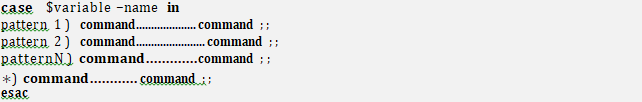 case $variable –name in
pattern 1) command.....................command ;;
pattern 2) command........................command ;;
patternN) command.............command ;;
*) command............ command ;;
esac